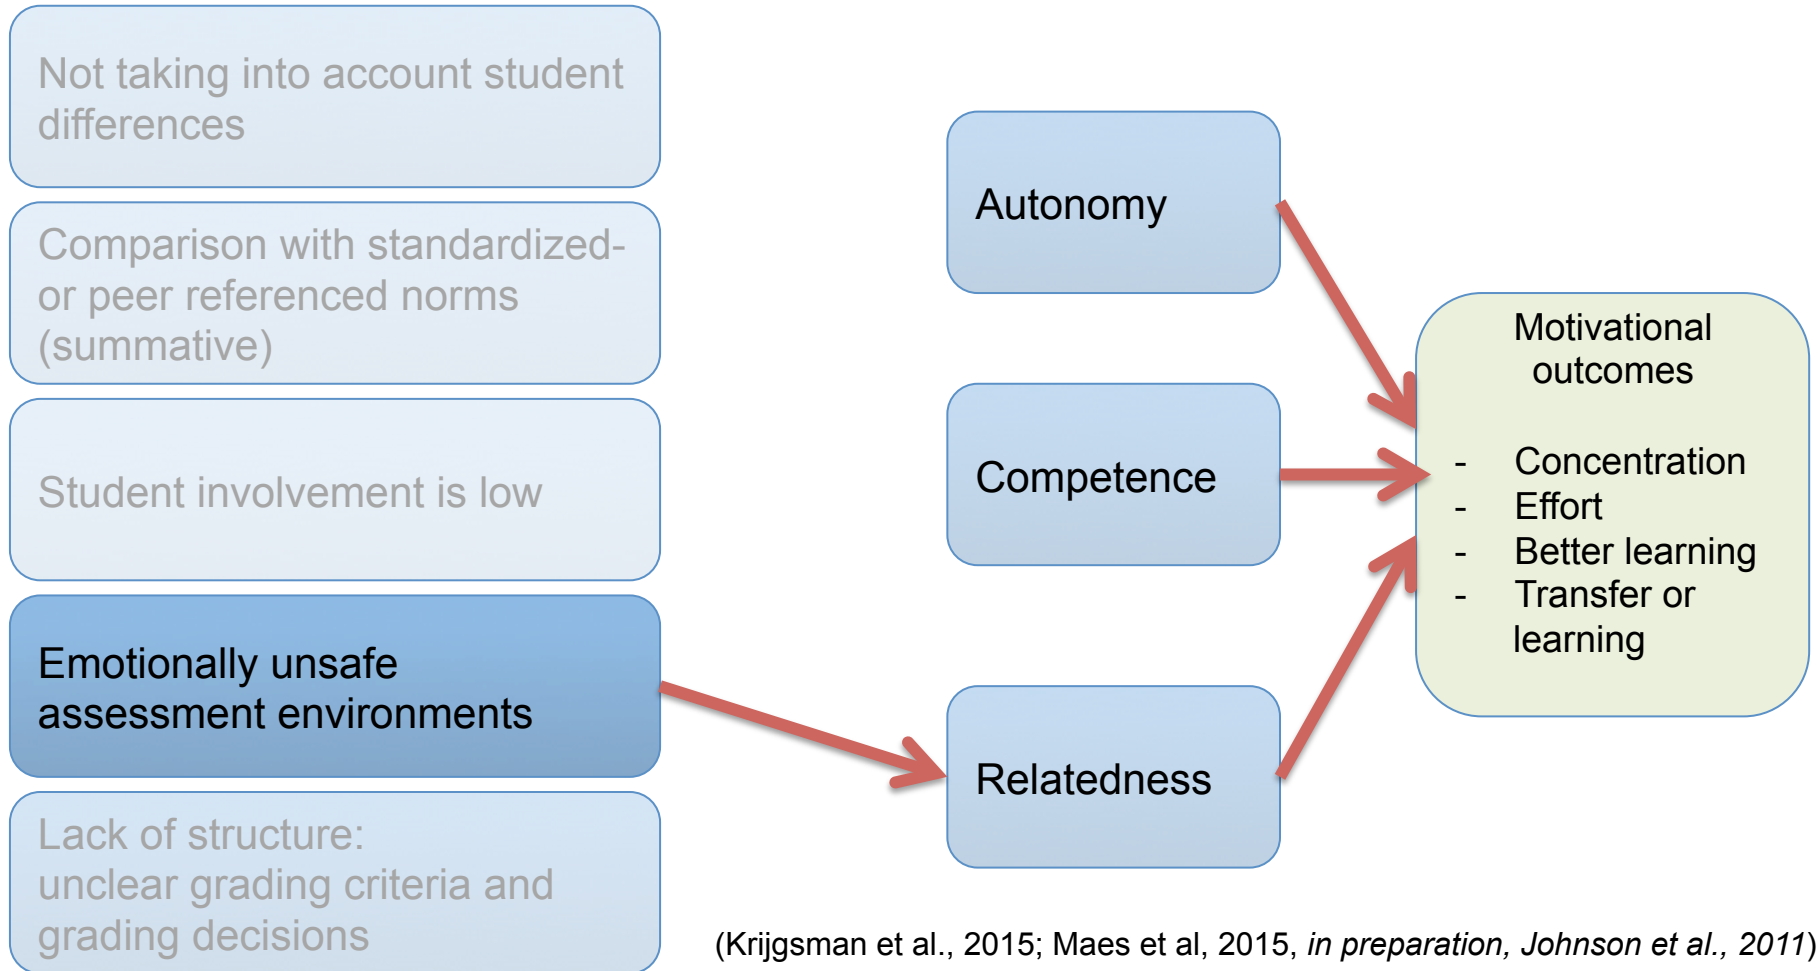 Not taking into account student
differences
Comparison with standardized-
or peer referenced norms
(summative)
Student involvement is low
Emotionally unsafe
assessment environments
Lack of structure:
unclear grading criteria and
grading decisions
Autonomy
Competence
Relatedness
Motivational
outcomes
- Concentration
- Effort
- Better learning
- Transfer or
learning
(Krijgsman et al., 2015; Maes et al, 2015, in preparation, Johnson et al., 2011)